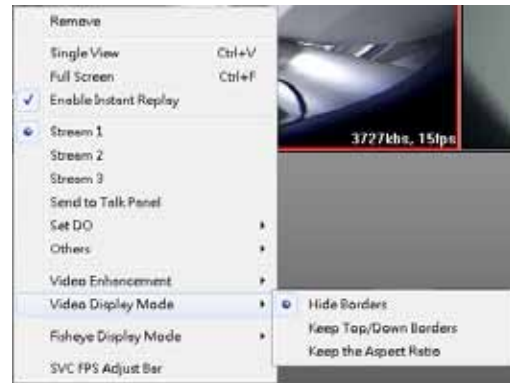 Remove
Single View Ctrl+V
Full Screen Ctrl+F
Enable Instant Replay
Stream 1
Stream 2
Stream 3
Send to Talk Panel
Set DO
Others
Video Enhancement
Video Display Mode
Fisheye Display Mode
SVC FPS Adjust Bar
3727kbs, 15fps
Hide Borders
Keep Top/Down Borders
Keep the Aspect Ratio